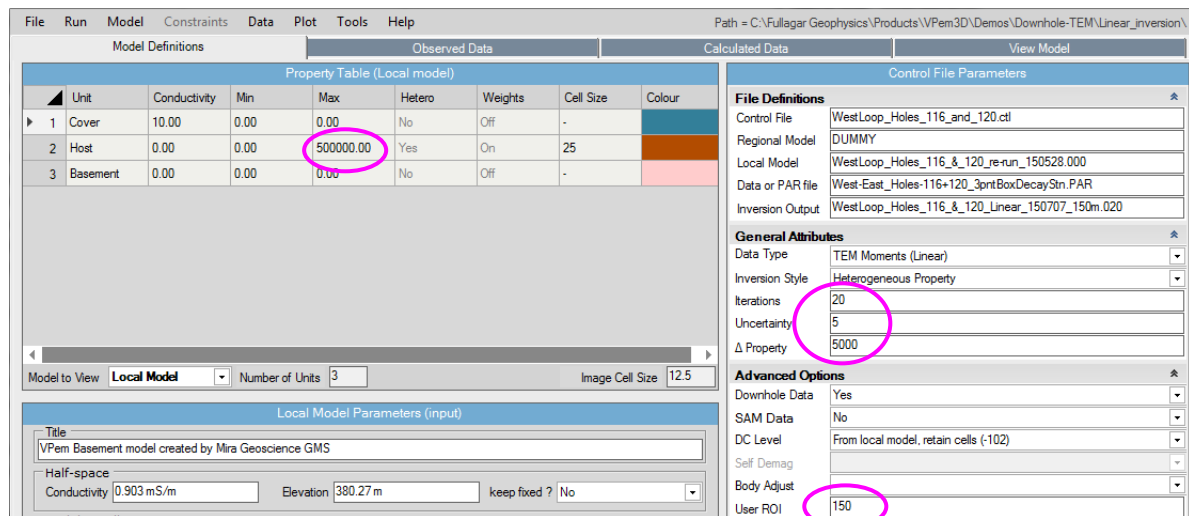 File Run Model Constraints Data Plot Tools Help Path = C:\Fullagar Geophysics\Products\VPem3D\Demos\Downhole-TEM\Linear_inversion\
Model Definitions Observed Data Calculated Data View Model
Property Table (Local model)
Unit Conductivity Min Max Hetero Weights Cell Size Colour
1 Cover 10.00 0.00 0.00 No Off -
2 Host 0.00 0.00 500000.00 Yes On 25
3 Basement 0.00 0.00 0.00 No Off -
Model to View Local Model Number of Units 3 Image Cell Size 12.5
Local Model Parameters (input)
Title
VPem Basement model created by Mira Geoscience GMS
Half-space
Conductivity 0.903 mS/m Elevation 380.27 m keep fixed ? No
Control File Parameters
File Definitions
Control File WestLoop_Holes_116_and_120.ctl
Regional Model DUMMY
Local Model WestLoop_Holes_116_&_120_re-run_150528.000
Data or PAR file West-East_Holes-116+120_3pntBoxDecayStn.PAR
Inversion Output WestLoop_Holes_116_&_120_Linear_150707_150m.020
General Attributes
Data Type TEM Moments (Linear)
Inversion Style Heterogeneous Property
Iterations 20
Uncertainty 5
Δ Property 5000
Advanced Options
Downhole Data Yes
SAM Data No
DC Level From local model, retain cells (-102)
Self Demag
Body Adjust
User ROI 150